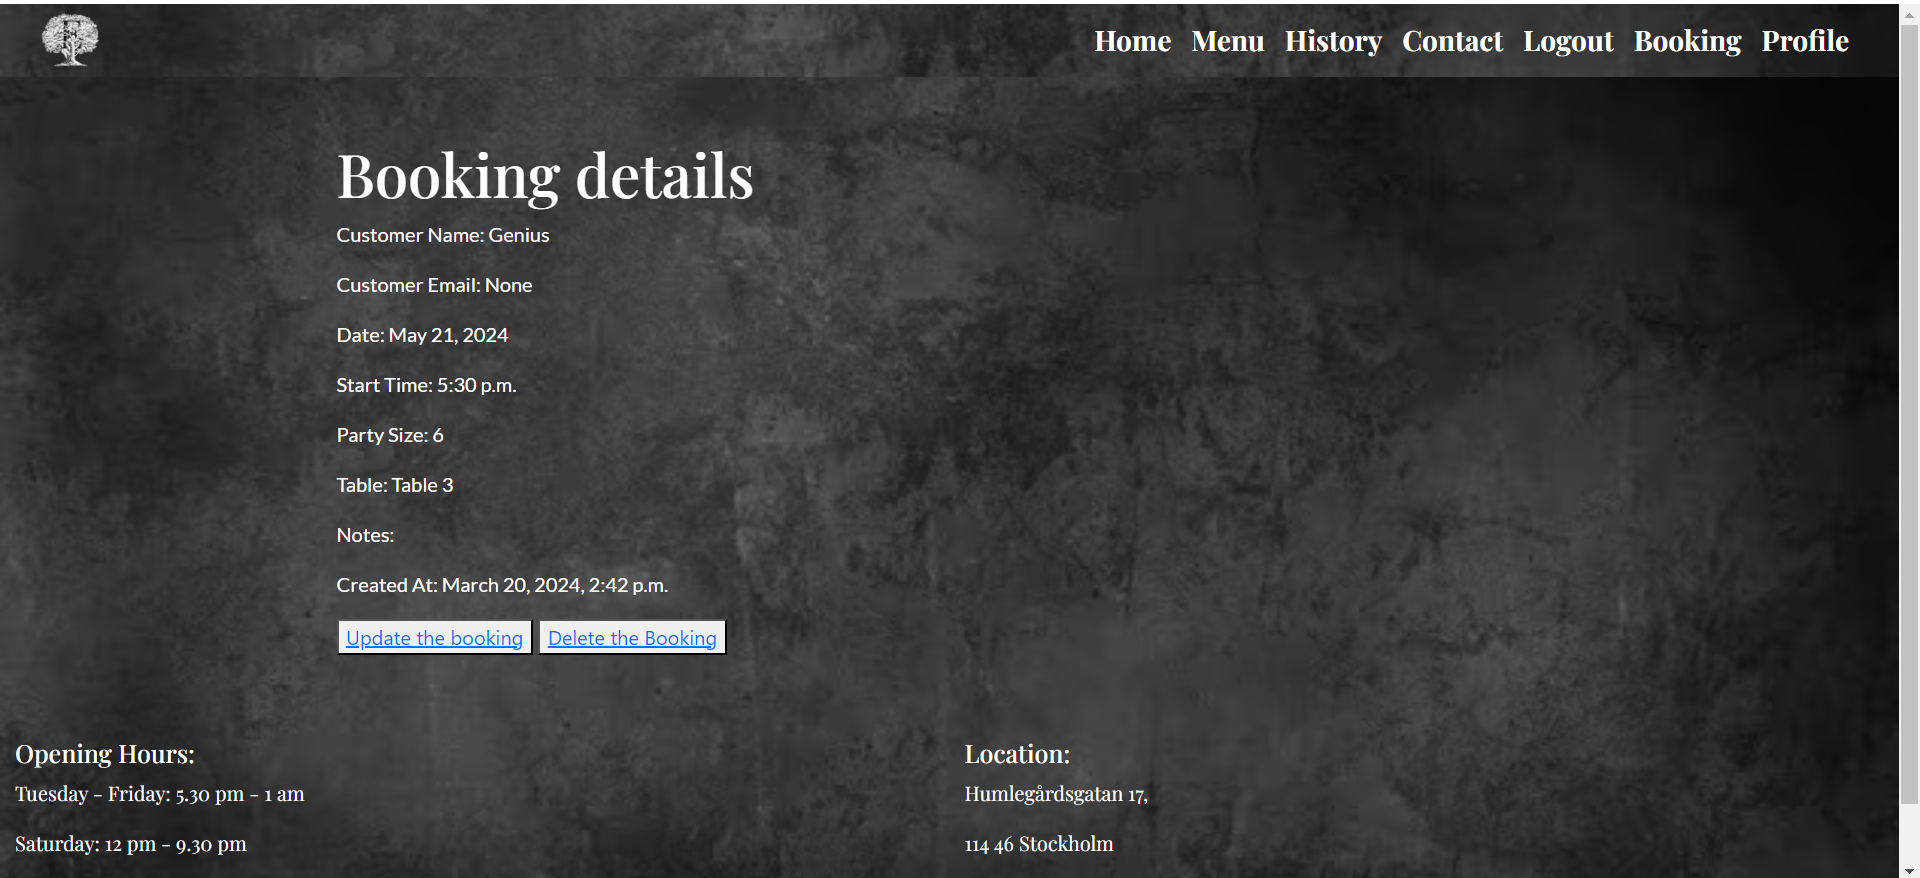 Home Menu History Contact Logout Booking Profile
Booking details
Customer Name: Genius
Customer Email: None
Date: May 21, 2024
Start Time: 5:30 p.m.
Party Size: 6
Table: Table 3
Notes:
Created At: March 20, 2024, 2:42 p.m.
Update the booking Delete the Booking
Opening Hours:
Tuesday - Friday: 5.30 pm - 1 am
Saturday: 12 pm - 9.30 pm
Location:
Humlegårdsgatan 17,
114 46 Stockholm